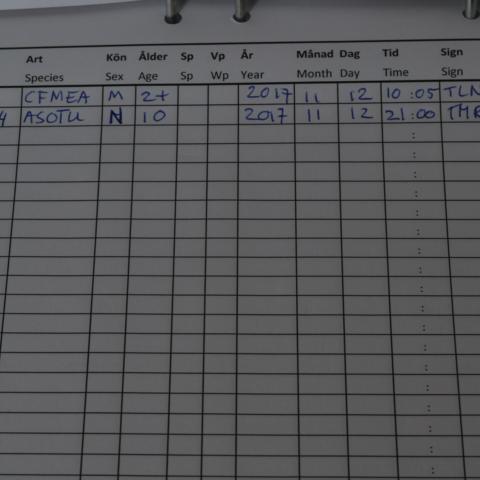 Art Kön Ålder Sp Vp År Månad Dag Tid Sign
Species Sex Age Sp Wp Year Month Day Time Sign
CFMEA M 2+ 2017 11 12 10:05 TLN
4 ASOTU N 10 2017 11 12 21:00